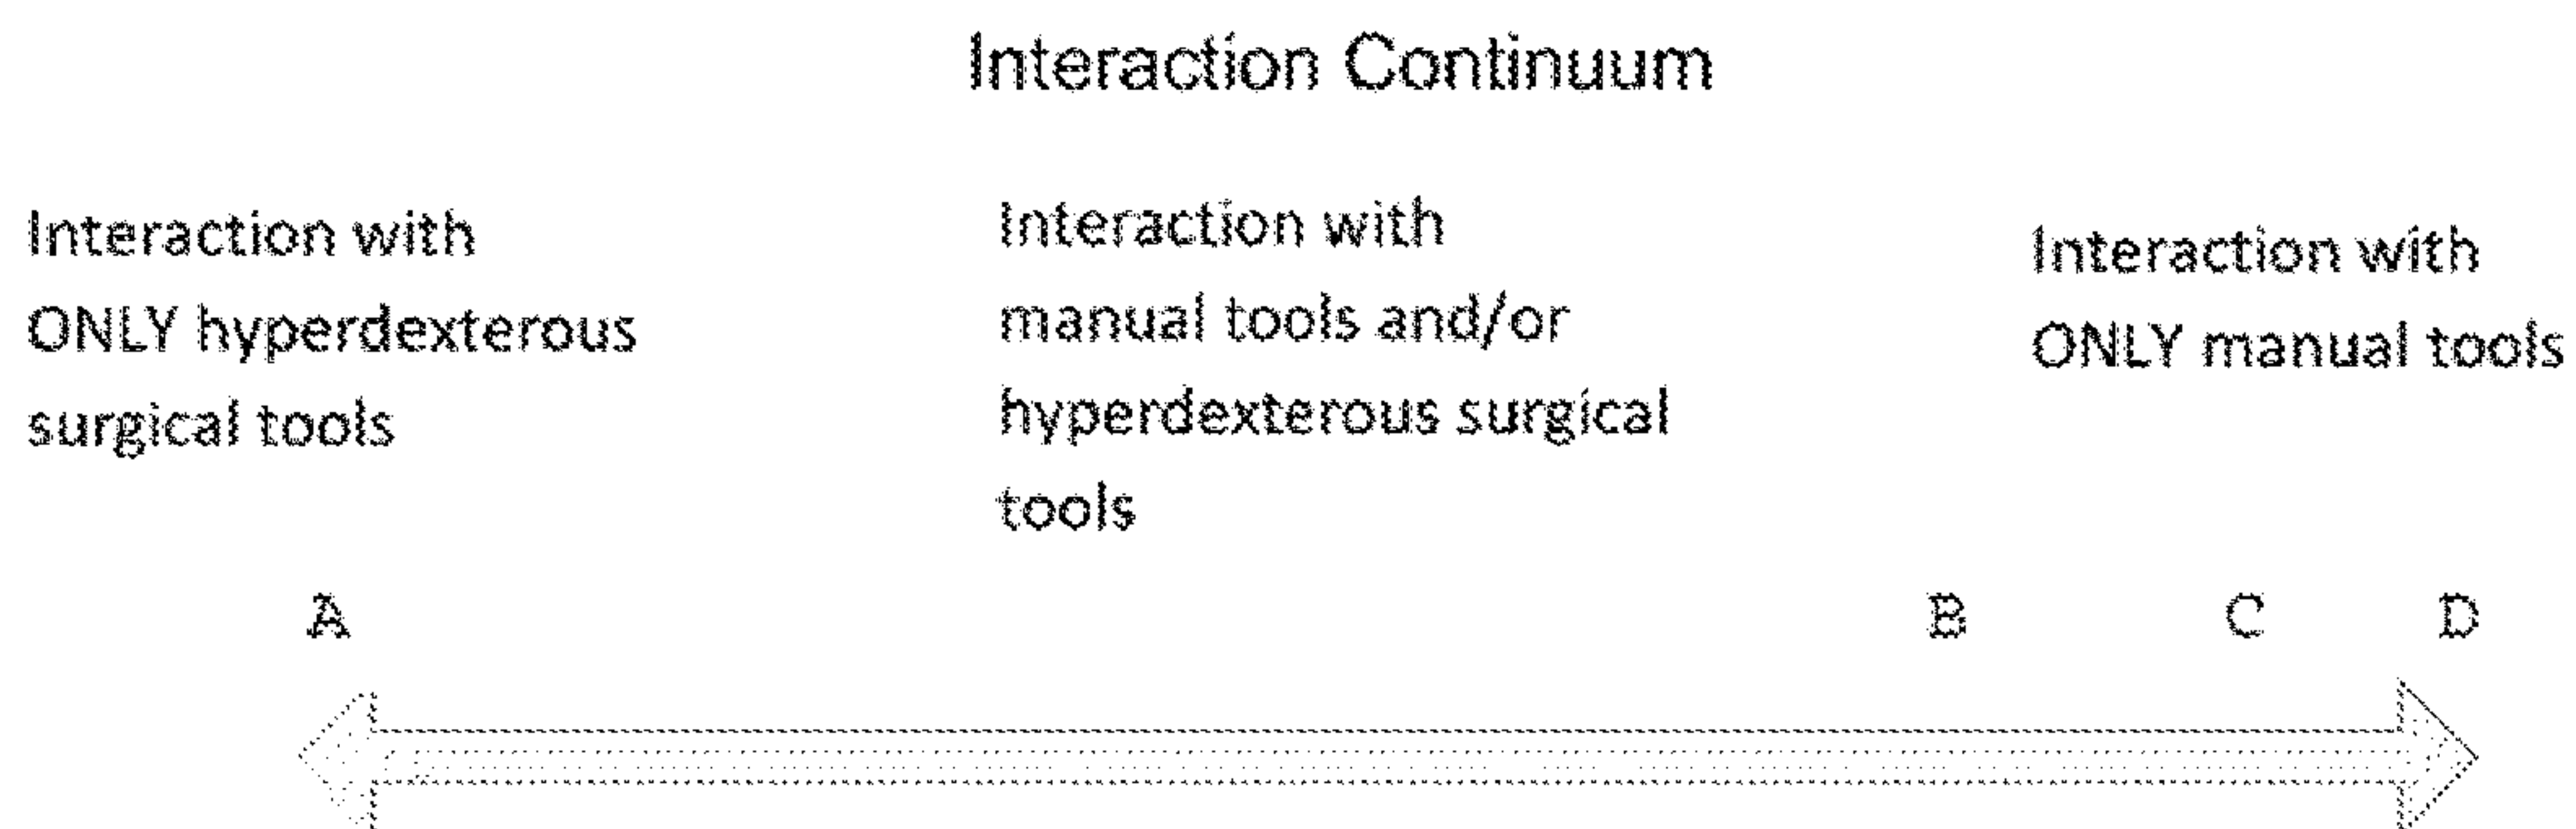 Interaction Continuum
Interaction with
ONLY hyperdexterous
surgical tools
Interaction with
manual tools and/or
hyperdexterous surgical
tools
Interaction with
ONLY manual tools
A B C D